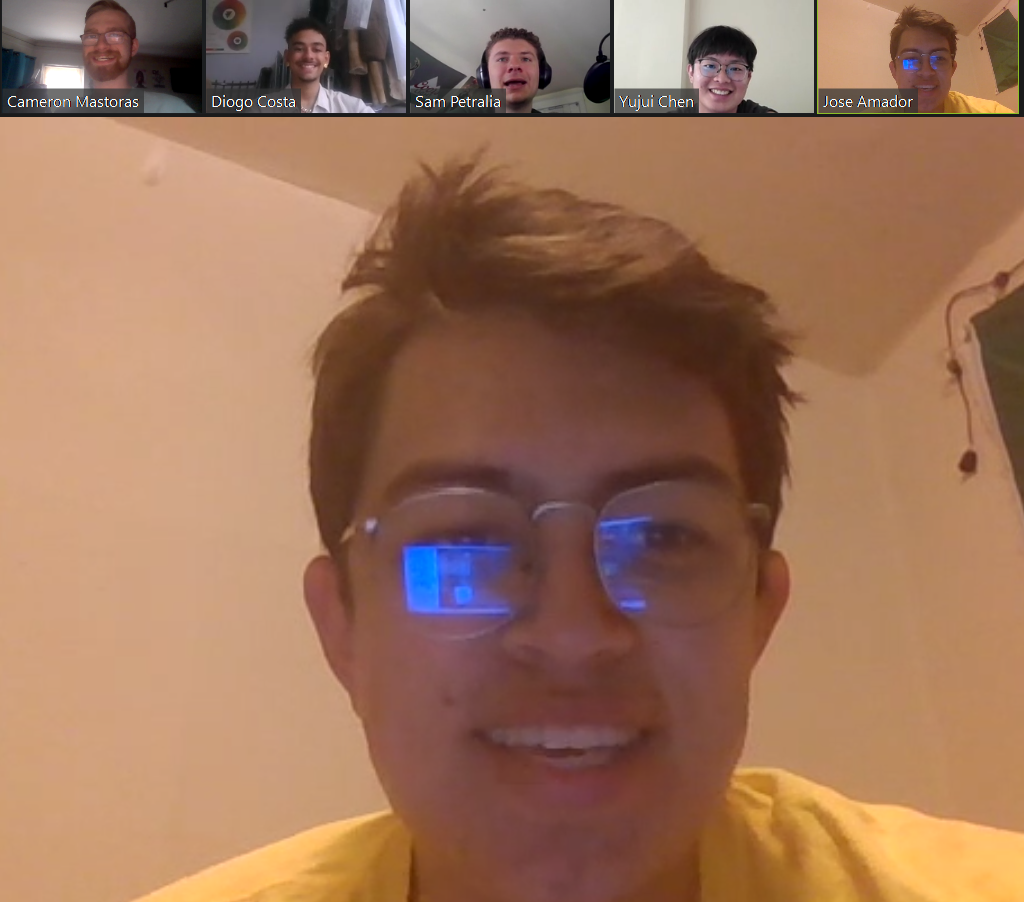 Cameron Mastoras
Diogo Costa
Sam Petralia
Yujui Chen
Jose Amador